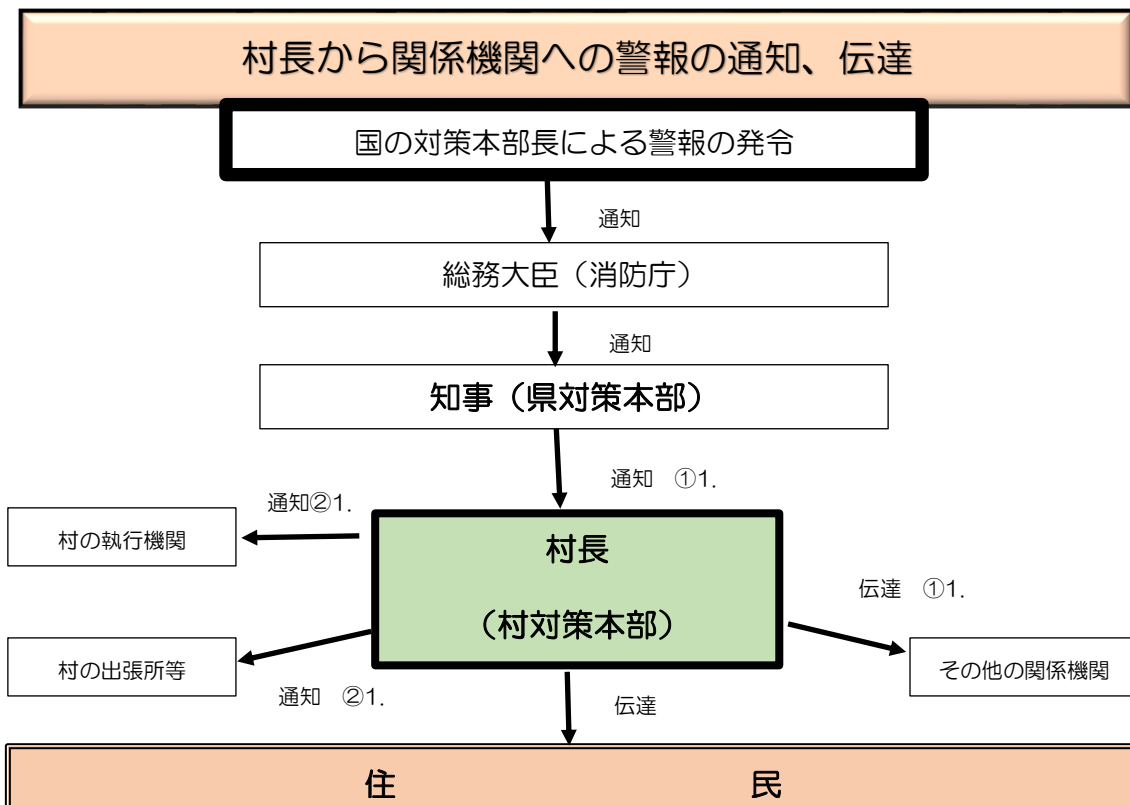 村長から関係機関への警報の通知、伝達
国の対策本部長による警報の発令
通知
総務大臣（消防庁）
通知
知事（県対策本部）
通知　①1.
通知②1.
村の執行機関
村長
（村対策本部）
伝達　①1.
村の出張所等
その他の関係機関
通知　②1.
伝達
住　民